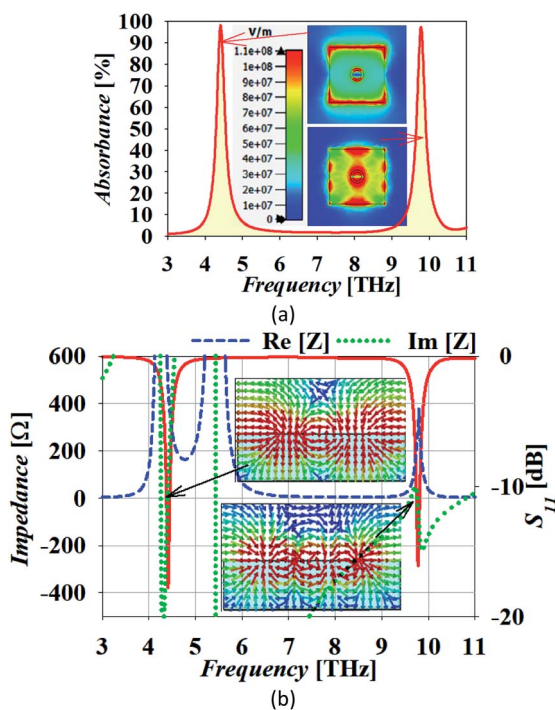 (a)
V/m
1.1e+08
9e+07
8e+07
7e+07
6e+07
5e+07
4e+07
3e+07
2e+07
1e+07
0
100
90
80
70
60
50
40
30
20
10
0
Absorbance [%]
3 4 5 6 7 8 9 10 11
Frequency [THz]
(a)
Re [Z] Im [Z]
600
400
200
0
-200
-400
Impedance [Ω]
0
-10
-20
S11 [dB]
3 4 5 6 7 8 9 10 11
Frequency [THz]
(b)